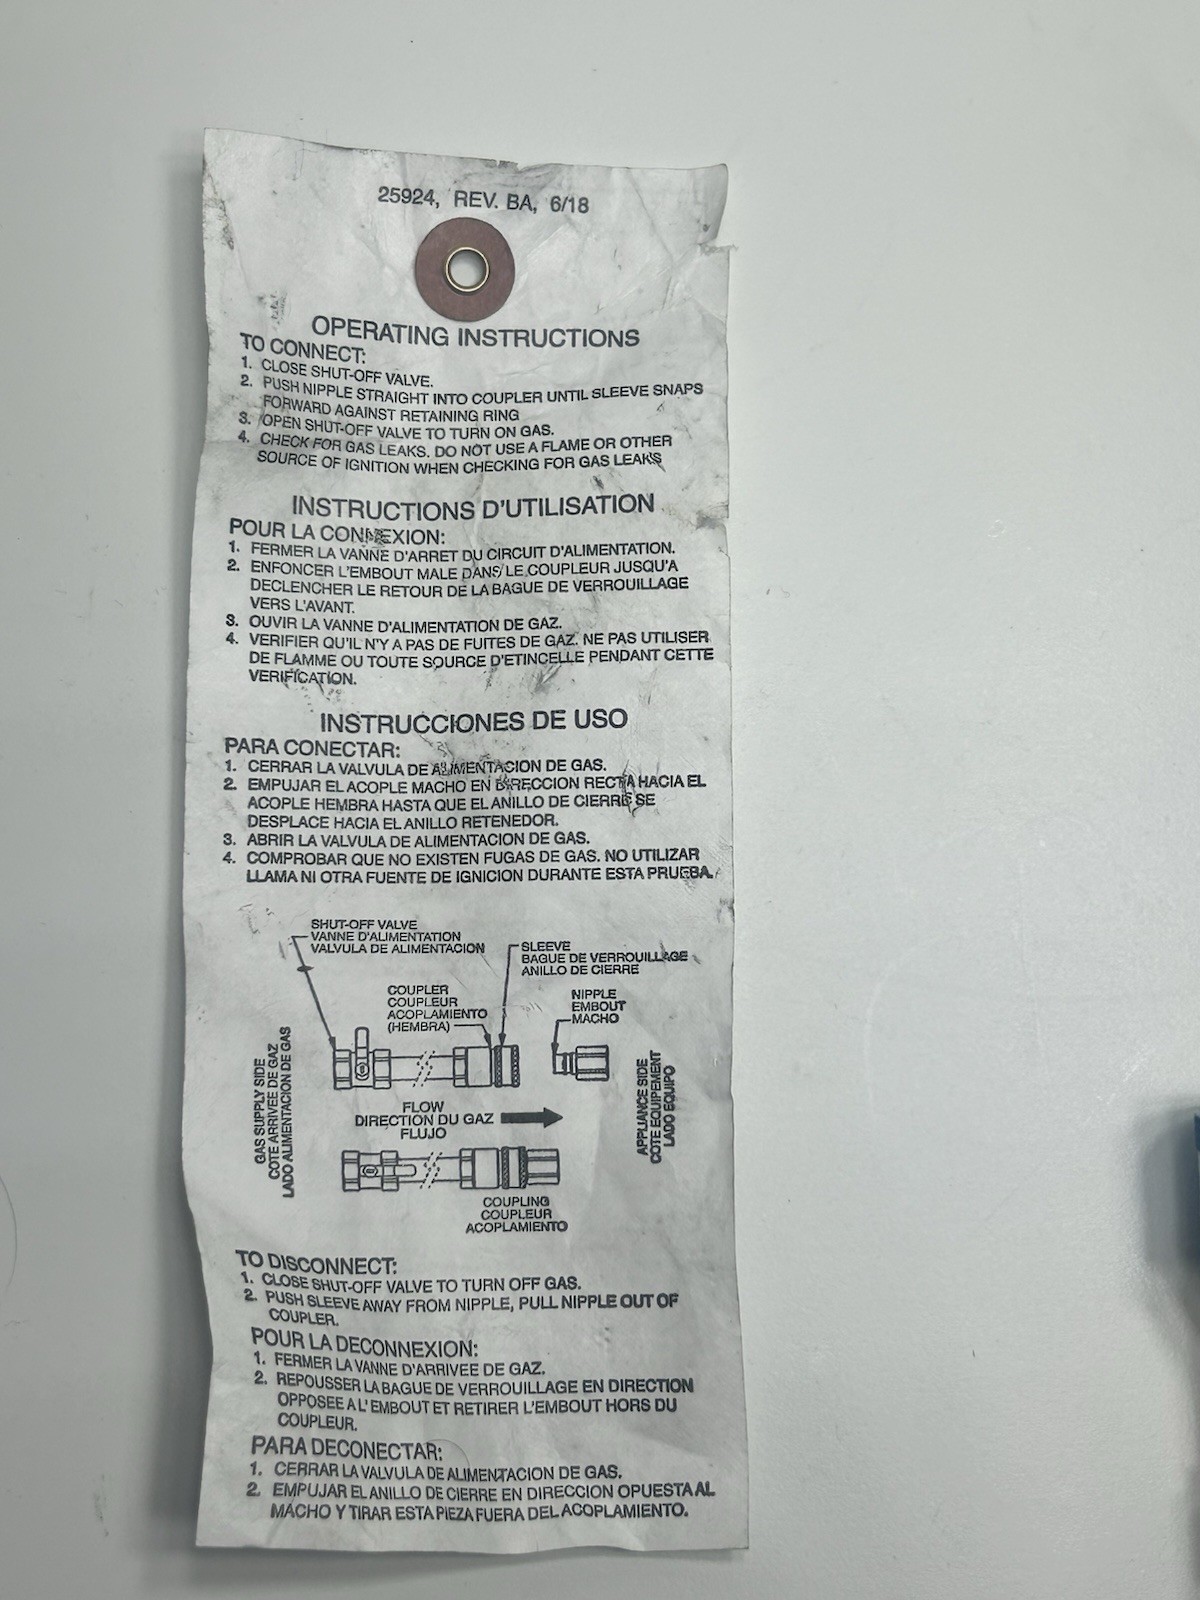 25924, REV. BA, 6/18
OPERATING INSTRUCTIONS
TO CONNECT:
1. CLOSE SHUT-OFF VALVE.
2. PUSH NIPPLE STRAIGHT INTO COUPLER UNTIL SLEEVE SNAPS
FORWARD AGAINST RETAINING RING
3. OPEN SHUT-OFF VALVE TO TURN ON GAS.
4. CHECK FOR GAS LEAKS. DO NOT USE A FLAME OR OTHER
SOURCE OF IGNITION WHEN CHECKING FOR GAS LEAKS
INSTRUCTIONS D'UTILISATION
POUR LA CONNEXION:
1. FERMER LA VANNE D'ARRET DU CIRCUIT D'ALIMENTATION.
2. ENFONCER L'EMBOUT MALE DANS LE COUPLEUR JUSQU'A
DECLENCHER LE RETOUR DE LA BAGUE DE VERROUILLAGE
VERS L'AVANT.
3. OUVIR LA VANNE D'ALIMENTATION DE GAZ.
4. VERIFIER QU'IL N'Y A PAS DE FUITES DE GAZ. NE PAS UTILISER
DE FLAMME OU TOUTE SOURCE D'ETINCELLE PENDANT CETTE
VERIFICATION.
INSTRUCCIONES DE USO
PARA CONECTAR:
1. CERRAR LA VALVULA DE ALIMENTACION DE GAS.
2. EMPUJAR EL ACOPLE MACHO EN DIRECCION RECTA HACIA EL
ACOPLE HEMBRA HASTA QUE EL ANILLO DE CIERRE SE
DESPLACE HACIA EL ANILLO RETENEDOR.
3. ABRIR LA VALVULA DE ALIMENTACION DE GAS.
4. COMPROBAR QUE NO EXISTEN FUGAS DE GAS. NO UTILIZAR
LLAMA NI OTRA FUENTE DE IGNICION DURANTE ESTA PRUEBA.
SHUT-OFF VALVE
VANNE D'ALIMENTATION
VALVULA DE ALIMENTACION
SLEEVE
BAGUE DE VERROUILLAGE
ANILLO DE CIERRE
COUPLER
COUPLEUR
ACOPLAMIENTO
(HEMBRA)
NIPPLE
EMBOUT
MACHO
GAS SUPPLY SIDE
COTE ARRIVEE DE GAZ
LADO ALIMENTACION DE GAS
APPLIANCE SIDE
COTE EQUIPEMENT
LADO EQUIPO
FLOW
DIRECTION DU GAZ
FLUJO
COUPLING
COUPLEUR
ACOPLAMIENTO
TO DISCONNECT:
1. CLOSE SHUT-OFF VALVE TO TURN OFF GAS.
2. PUSH SLEEVE AWAY FROM NIPPLE, PULL NIPPLE OUT OF
COUPLER.
POUR LA DECONNEXION:
1. FERMER LA VANNE D'ARRIVEE DE GAZ.
2. REPOUSSER LA BAGUE DE VERROUILLAGE EN DIRECTION
OPPOSEE A L' EMBOUT ET RETIRER L'EMBOUT HORS DU
COUPLEUR.
PARA DECONECTAR:
1. CERRAR LA VALVULA DE ALIMENTACION DE GAS.
2. EMPUJAR EL ANILLO DE CIERRE EN DIRECCION OPUESTA AL
MACHO Y TIRAR ESTA PIEZA FUERA DEL ACOPLAMIENTO.